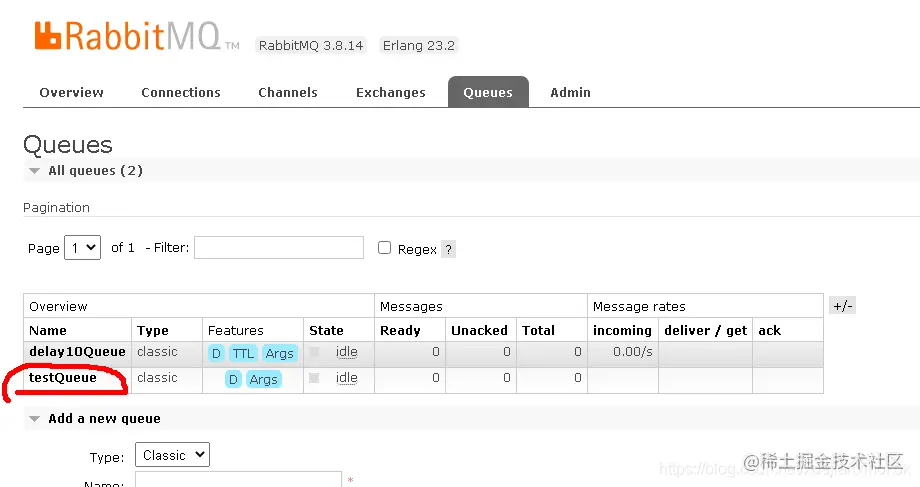 RabbitMQ TM RabbitMQ 3.8.14 Erlang 23.2
Overview Connections Channels Exchanges Queues Admin
Queues
All queues (2)
Pagination
Page 1 of 1 - Filter: Regex ?
Overview Messages Message rates +/-
Name Type Features State Ready Unacked Total incoming deliver / get ack
delay10Queue classic D TTL Args idle 0 0 0 0.00/s
testQueue classic D Args idle 0 0 0
Add a new queue
Type: Classic
Name: *
https://blog. @稀土掘金技术社区